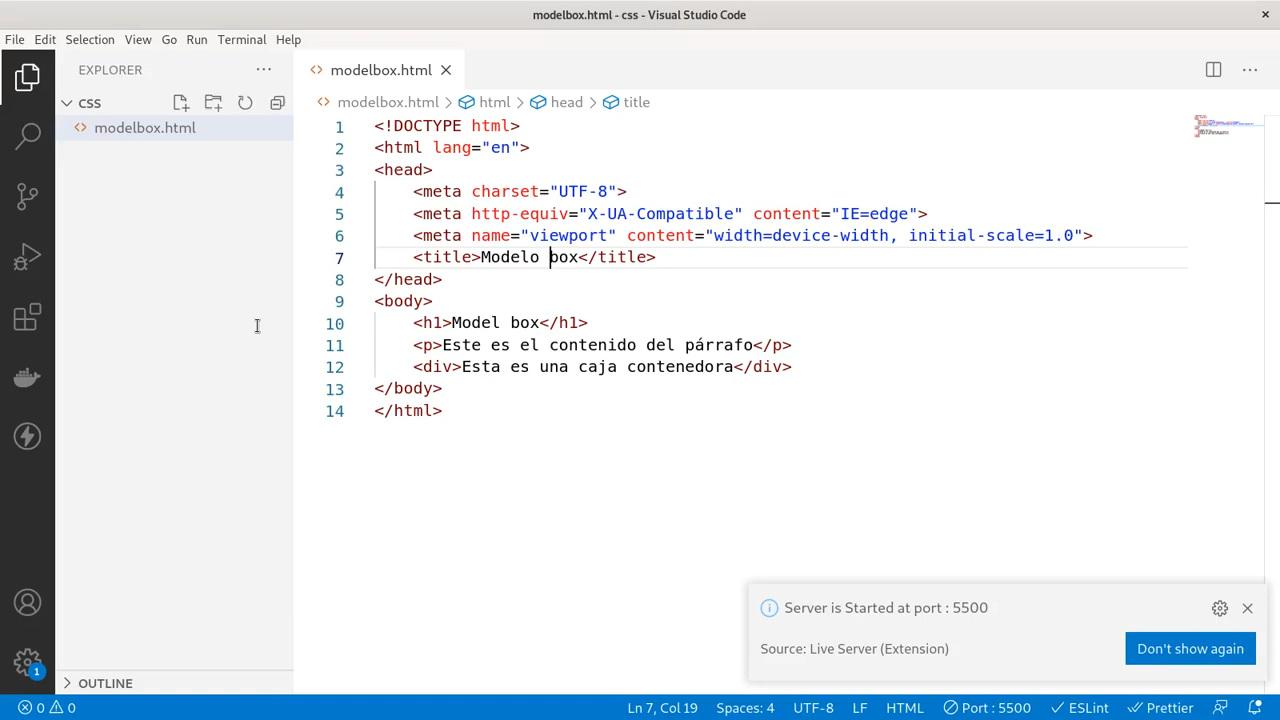 modelbox.html - css - Visual Studio Code
File Edit Selection View Go Run Terminal Help
EXPLORER
modelbox.html
CSS
modelbox.html > html > head > title
modelbox.html
1 <!DOCTYPE html>
2 <html lang="en">
3 <head>
4 <meta charset="UTF-8">
5 <meta http-equiv="X-UA-Compatible" content="IE=edge">
6 <meta name="viewport" content="width=device-width, initial-scale=1.0">
7 <title>Modelo box</title>
8 </head>
9 <body>
10 <h1>Model box</h1>
11 <p>Este es el contenido del párrafo</p>
12 <div>Esta es una caja contenedora</div>
13 </body>
14 </html>
Server is Started at port : 5500
Source: Live Server (Extension)
Don't show again
1
OUTLINE
0 0
Ln 7, Col 19
Spaces: 4
UTF-8
LF
HTML
Port : 5500
ESLint
Prettier